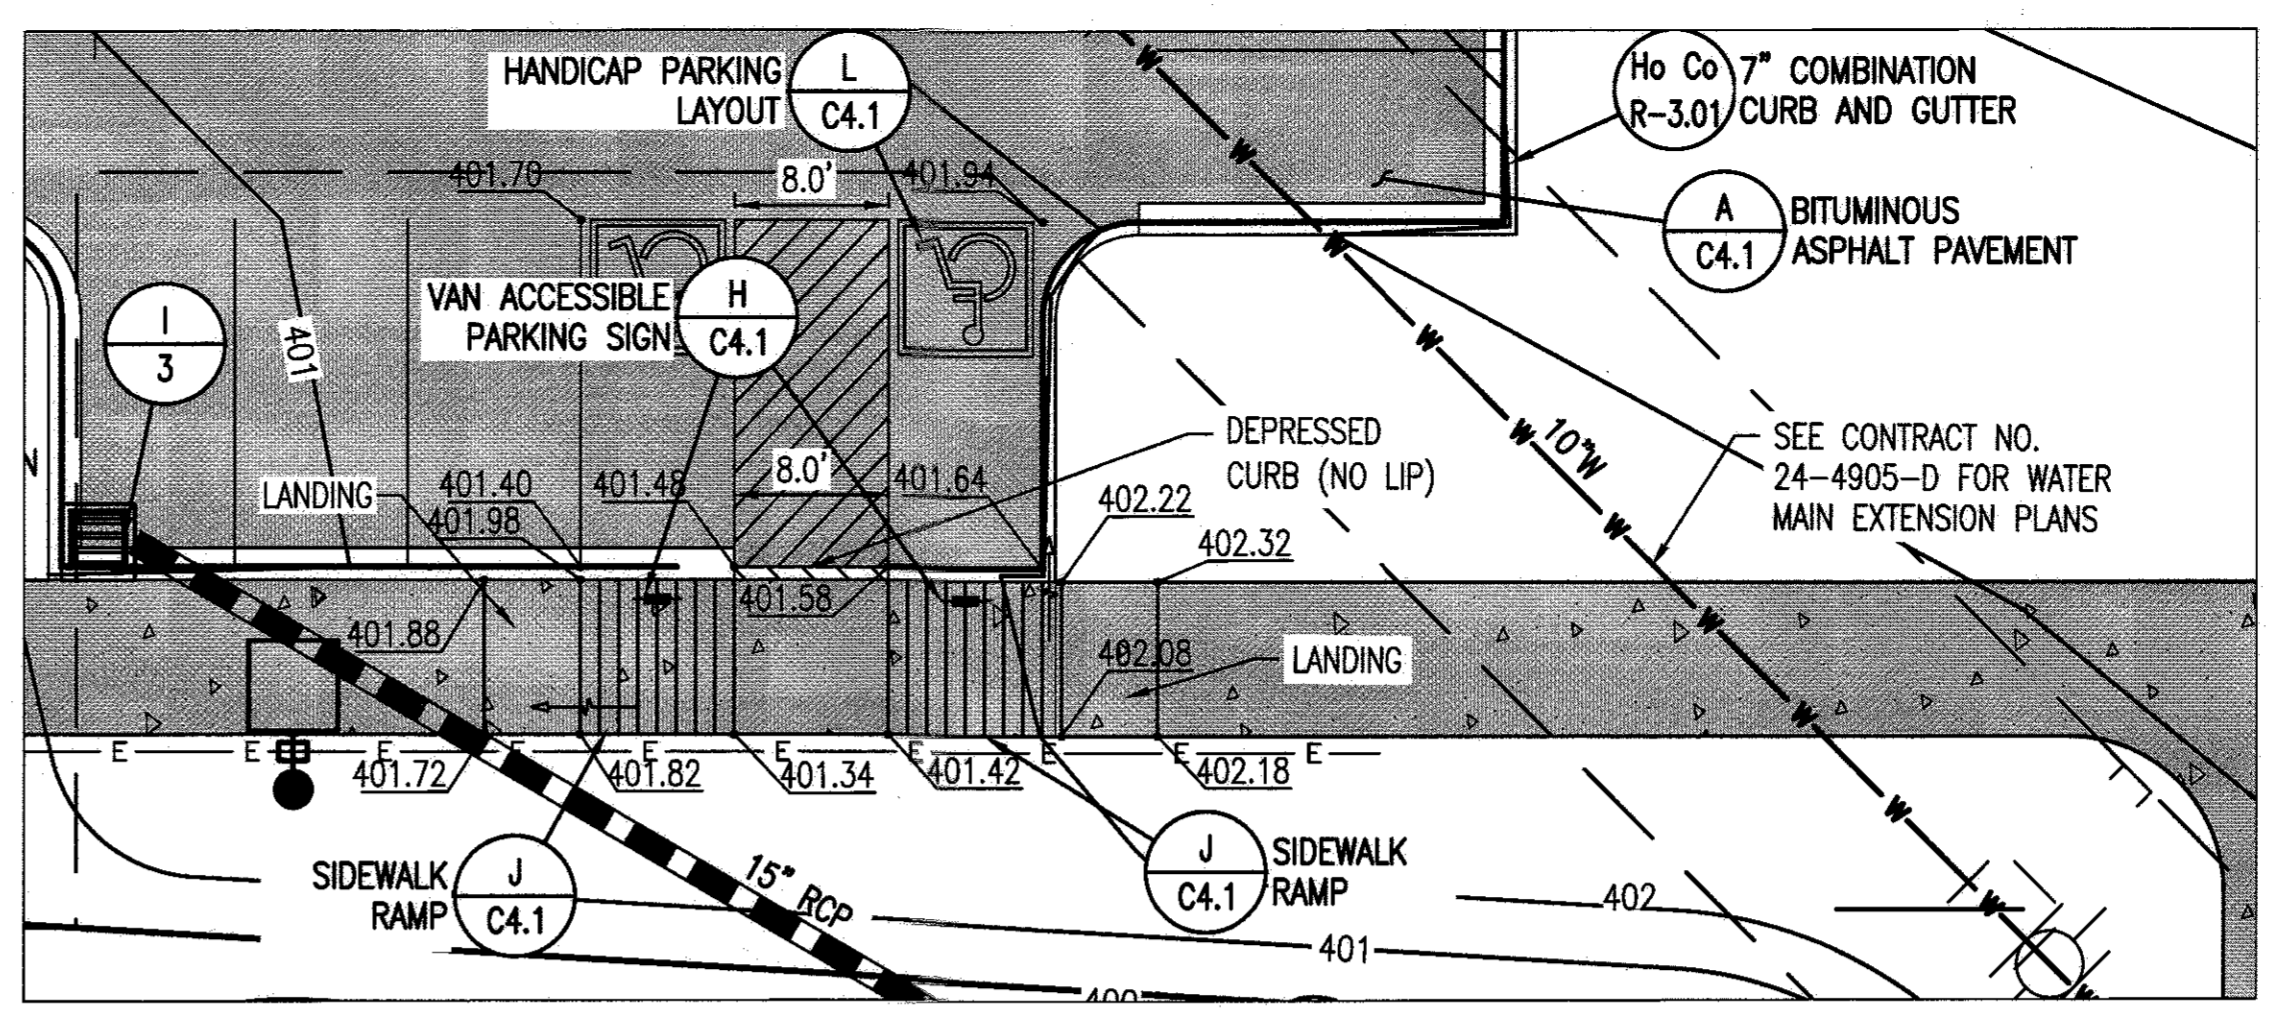 HANDICAP PARKING
LAYOUT
L
C4.1
Ho Co
R-3.01
7" COMBINATION
CURB AND GUTTER
A
C4.1
BITUMINOUS
ASPHALT PAVEMENT
401.70
8.0'
401.94
VAN ACCESSIBLE
PARKING SIGN
H
C4.1
I
3
401
N
LANDING
401.40
401.98
401.48
8.0'
401.64
DEPRESSED
CURB (NO LIP)
402.22
402.32
10"W
SEE CONTRACT NO.
24-4905-D FOR WATER
MAIN EXTENSION PLANS
W
W
W
W
W
W
W
W
W
W
W
401.88
401.58
402.08
LANDING
E
E
E
E
E
E
E
E
E
E
401.72
401.82
401.34
401.42
402.18
SIDEWALK
RAMP
J
C4.1
15" RCP
J
C4.1
SIDEWALK
RAMP
402
401
400